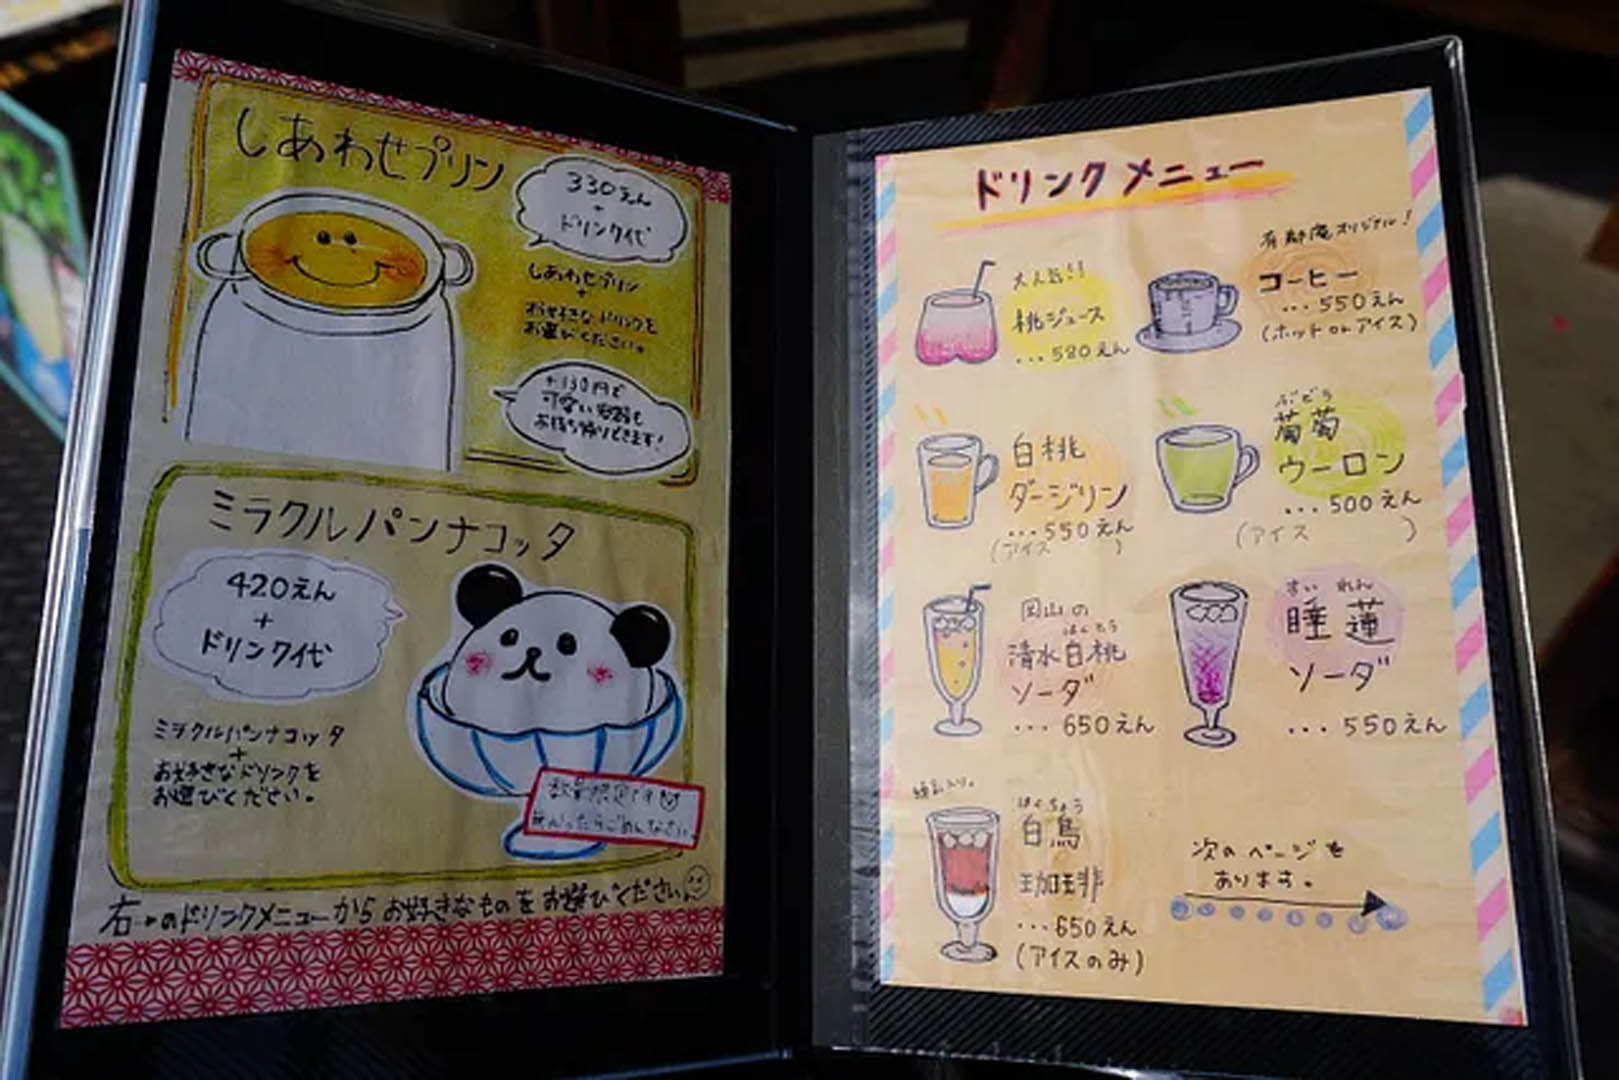 しあわせプリン
330えん
+
ドリンク代
しあわせプリン
+
お好きなドリンクを
お選びください。
+130円で
可愛い容器も
お持ち帰りできます!
ミラクルパンナコッタ
420えん
+
ドリンク代
ミラクルパンナコッタ
+
お好きなドリンクを
お選びください。
数量限定です
無かったらごめんなさい。
右→のドリンクメニューからお好きなものをお選びください
ドリンクメニュー
大人気!!
桃ジュース
...580えん
有鄰庵オリジナル!
コーヒー
...550えん
(ホット or アイス)
白桃
ダージリン
...550えん
(アイス )
ぶどう
葡萄
ウーロン
...500えん
(アイス )
岡山の
はくとう
清水白桃
ソーダ
...650えん
すい れん
睡蓮
ソーダ
...550えん
練乳入り。
はくちょう
白鳥
珈琲
...650えん
(アイスのみ)
次のページも
あります。